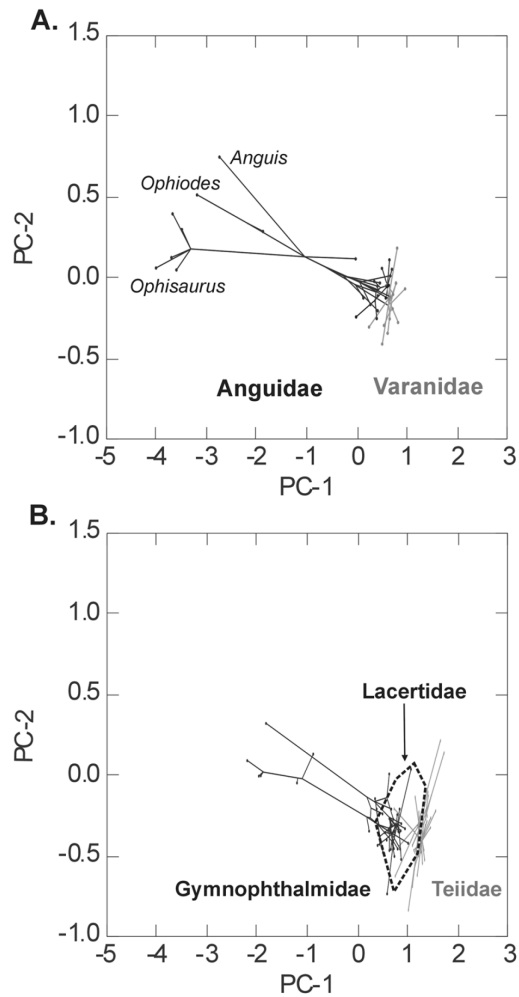 A.
1.5
1.0
0.5
0.0
-0.5
-1.0
PC-2
Anguis
Ophiodes
Ophisaurus
Anguidae Varanidae
-5 -4 -3 -2 -1 0 1 2 3
PC-1
B.
1.5
1.0
0.5
0.0
-0.5
-1.0
PC-2
Lacertidae
Gymnophthalmidae Teiidae
-5 -4 -3 -2 -1 0 1 2 3
PC-1